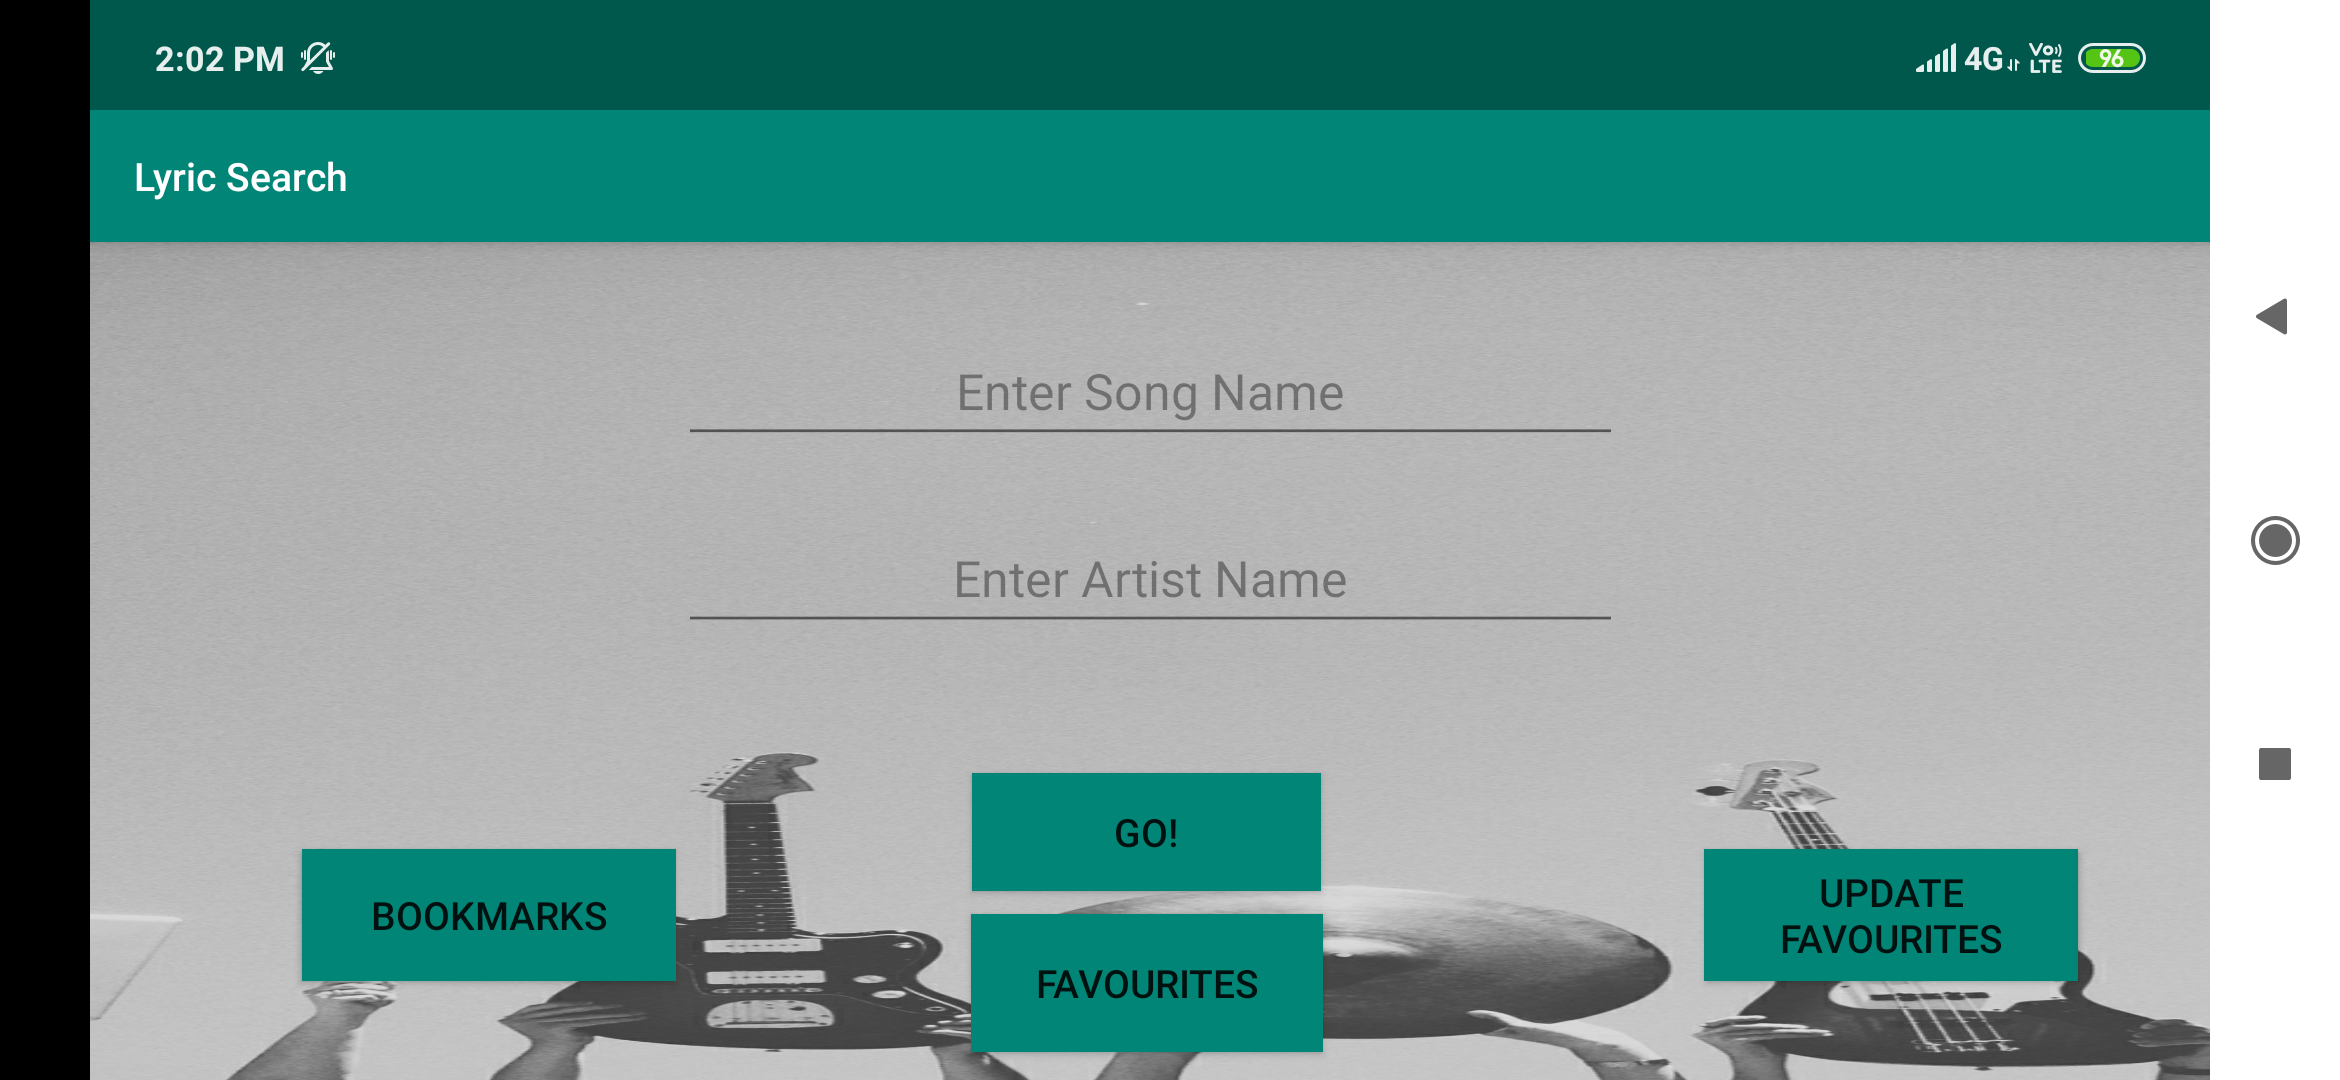 2:02 PM
4G
Vo
LTE
96
Lyric Search
Enter Song Name
Enter Artist Name
GO!
BOOKMARKS
UPDATE
FAVOURITES
FAVOURITES